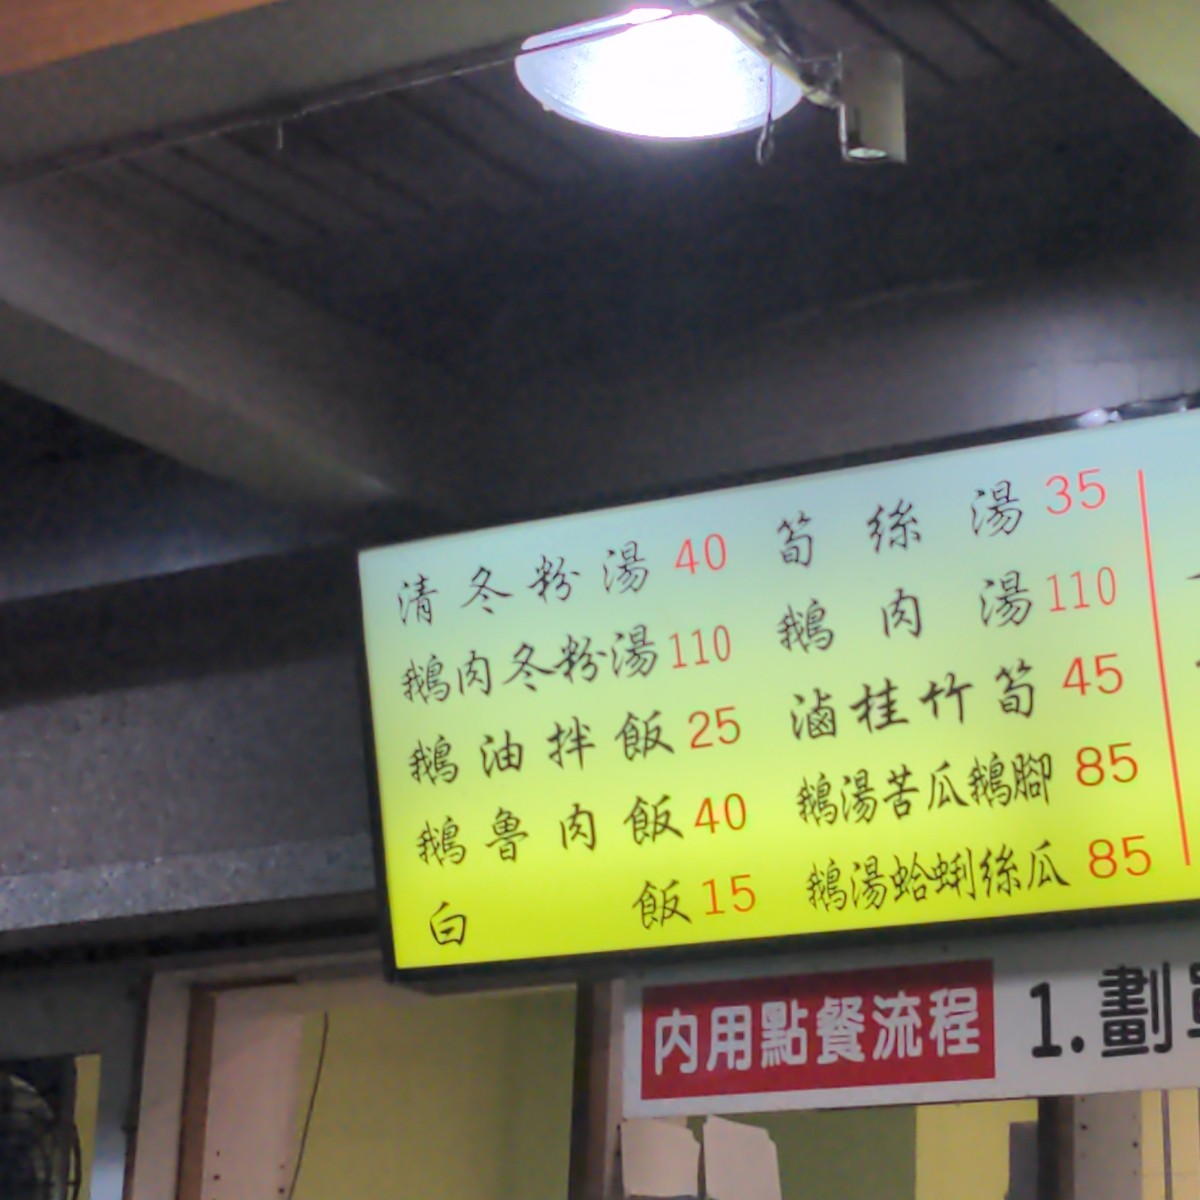 清冬粉湯 40 筍絲湯 35
鵝肉冬粉湯 110 鵝肉湯 110
鵝油拌飯 25 滷桂竹筍 45
鵝魯肉飯 40 鵝湯苦瓜鵝腳 85
白飯 15 鵝湯蛤蜊絲瓜 85
內用點餐流程 1.劃單